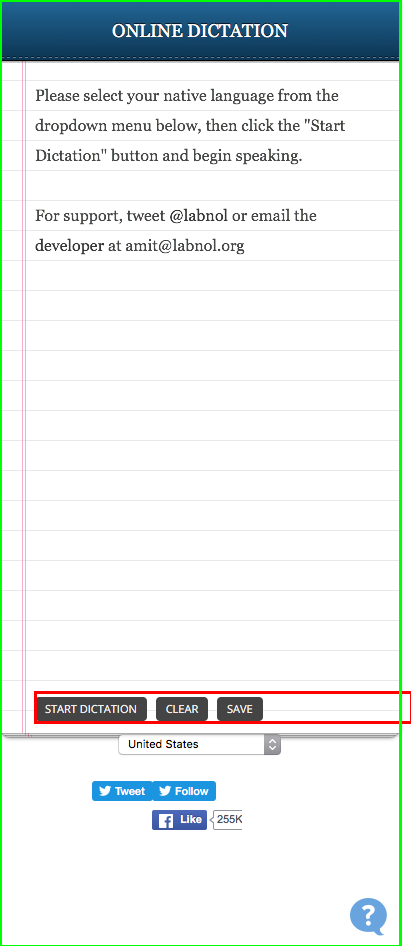 ONLINE DICTATION
Please select your native language from the
dropdown menu below, then click the "Start
Dictation" button and begin speaking.
For support, tweet @labnol or email the
developer at amit@labnol.org
START DICTATION CLEAR SAVE
United States
Tweet Follow
Like 255K
?